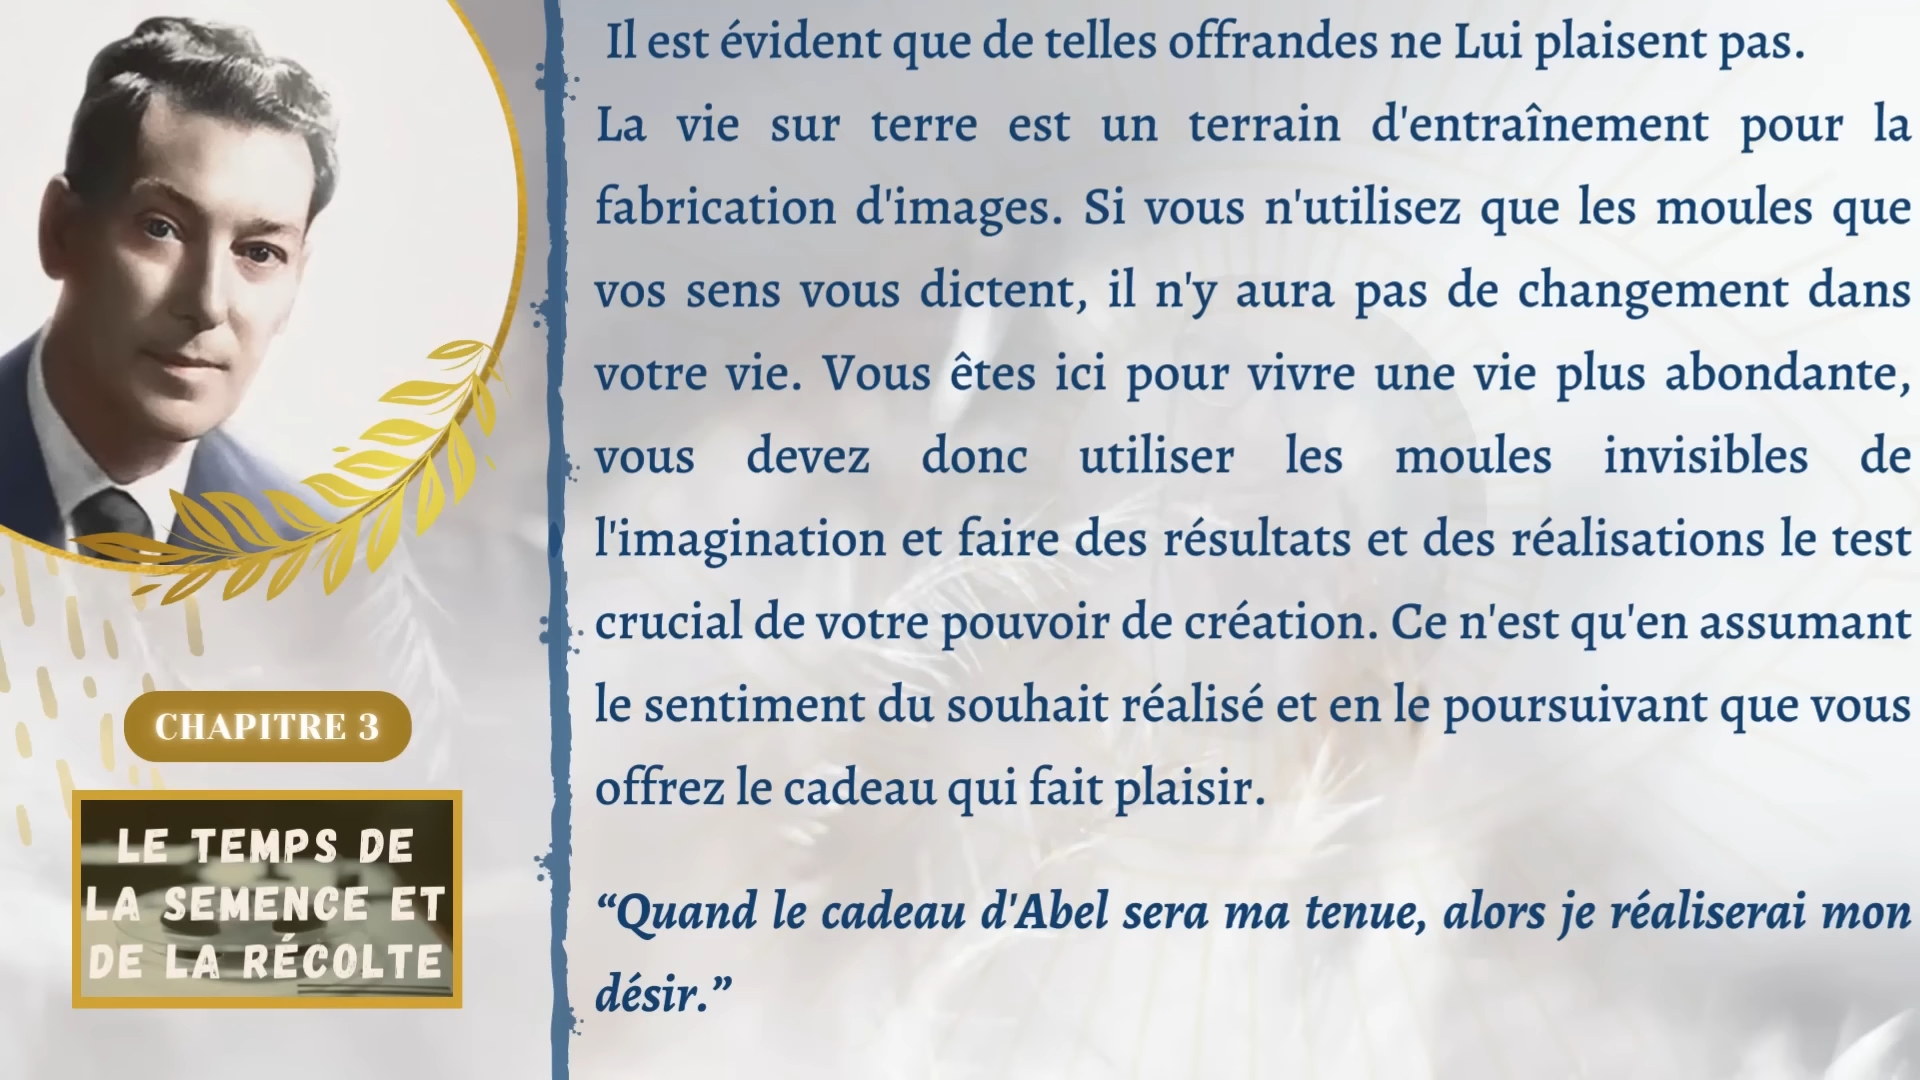 Il est évident que de telles offrandes ne Lui plaisent pas.
La vie sur terre est un terrain d'entraînement pour la
fabrication d'images. Si vous n'utilisez que les moules que
vos sens vous dictent, il n'y aura pas de changement dans
votre vie. Vous êtes ici pour vivre une vie plus abondante,
vous devez donc utiliser les moules invisibles de
l'imagination et faire des résultats et des réalisations le test
crucial de votre pouvoir de création. Ce n'est qu'en assumant
le sentiment du souhait réalisé et en le poursuivant que vous
offrez le cadeau qui fait plaisir.
“Quand le cadeau d'Abel sera ma tenue, alors je réaliserai mon
désir.”
CHAPITRE 3
LE TEMPS DE
LA SEMENCE ET
DE LA RÉCOLTE